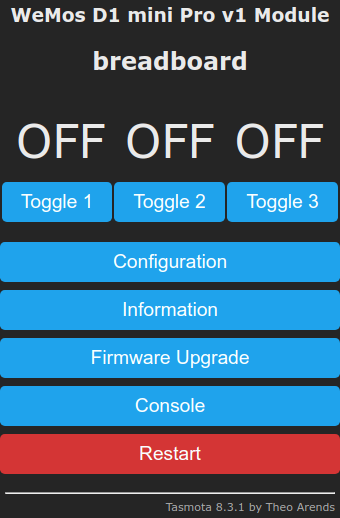 WeMos D1 mini Pro v1 Module
breadboard
OFF OFF OFF
Toggle 1 Toggle 2 Toggle 3
Configuration
Information
Firmware Upgrade
Console
Restart
Tasmota 8.3.1 by Theo Arends